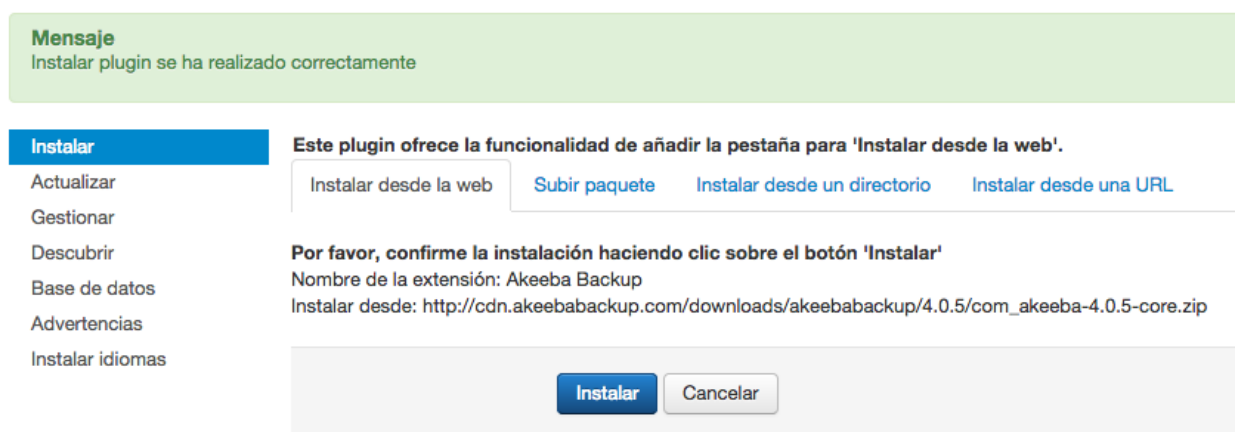 Mensaje
Instalar plugin se ha realizado correctamente
Instalar
Actualizar
Gestionar
Descubrir
Base de datos
Advertencias
Instalar idiomas
Este plugin ofrece la funcionalidad de añadir la pestaña para 'Instalar desde la web'.
Instalar desde la web Subir paquete Instalar desde un directorio Instalar desde una URL
Por favor, confirme la instalación haciendo clic sobre el botón 'Instalar'
Nombre de la extensión: Akeeba Backup
Instalar desde: http://cdn.akeebabackup.com/downloads/akeebabackup/4.0.5/com_akeeba-4.0.5-core.zip
Instalar Cancelar